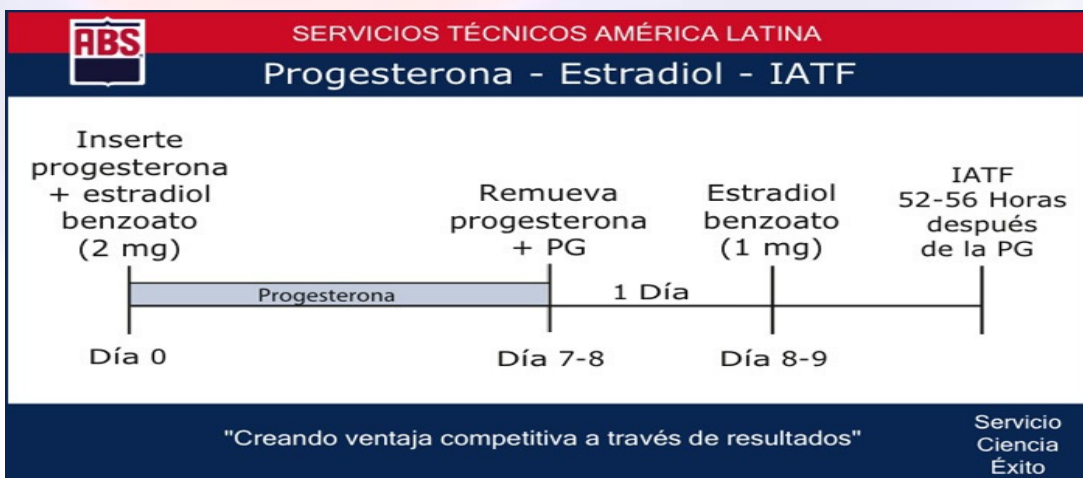 ABS
SERVICIOS TÉCNICOS AMÉRICA LATINA
Progesterona - Estradiol - IATF
Inserte
progesterona
+ estradiol
benzoato
(2 mg)
Remueva
progesterona
+ PG
Estradiol
benzoato
(1 mg)
IATF
52-56 Horas
después
de la PG
Progesterona
1 Día
Día 0
Día 7-8
Día 8-9
"Creando ventaja competitiva a través de resultados"
Servicio
Ciencia
Éxito